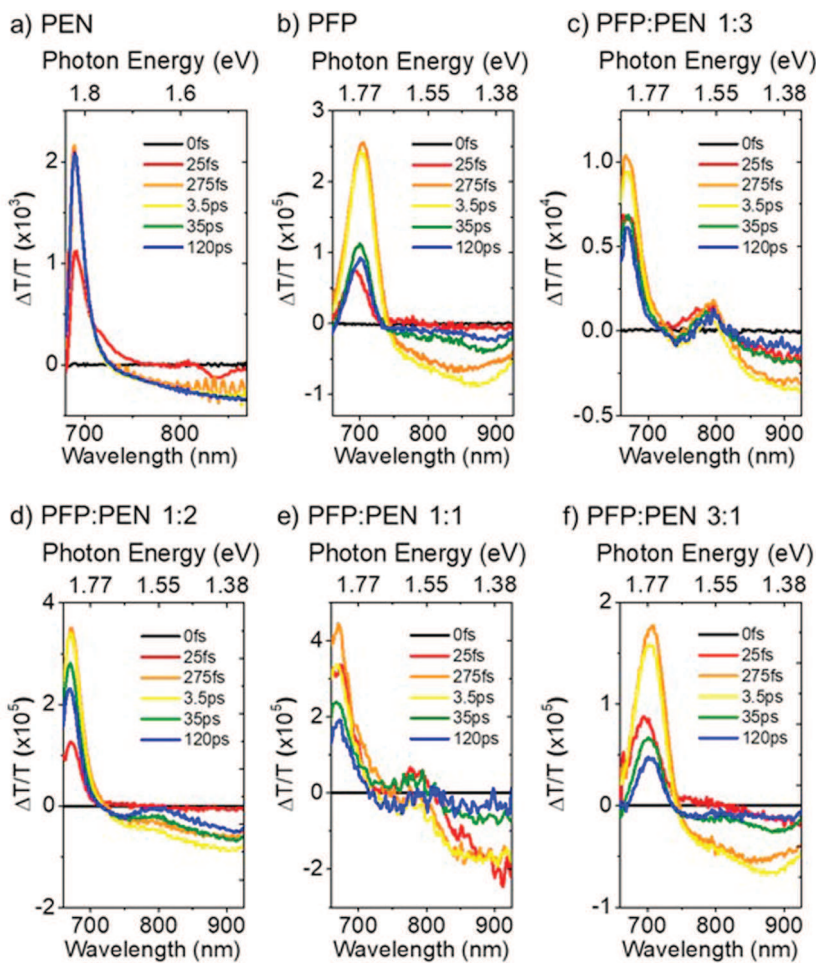 a) PEN
Photon Energy (eV)
1.8 1.6
0fs
25fs
275fs
3.5ps
35ps
120ps
ΔT/T (x10³)
2
1
0
700 800
Wavelength (nm)
b) PFP
Photon Energy (eV)
1.77 1.55 1.38
0fs
25fs
275fs
3.5ps
35ps
120ps
ΔT/T (x10⁵)
3
2
1
0
-1
700 800 900
Wavelength (nm)
c) PFP:PEN 1:3
Photon Energy (eV)
1.77 1.55 1.38
0fs
25fs
275fs
3.5ps
35ps
120ps
ΔT/T (x10⁴)
1.0
0.5
0.0
-0.5
700 800 900
Wavelength (nm)
d) PFP:PEN 1:2
Photon Energy (eV)
1.77 1.55 1.38
0fs
25fs
275fs
3.5ps
35ps
120ps
ΔT/T (x10⁵)
4
2
0
-2
700 800 900
Wavelength (nm)
e) PFP:PEN 1:1
Photon Energy (eV)
1.77 1.55 1.38
0fs
25fs
275fs
3.5ps
35ps
120ps
ΔT/T (x10⁵)
4
2
0
-2
700 800 900
Wavelength (nm)
f) PFP:PEN 3:1
Photon Energy (eV)
1.77 1.55 1.38
0fs
25fs
275fs
3.5ps
35ps
120ps
ΔT/T (x10⁵)
2
1
0
-1
700 800 900
Wavelength (nm)